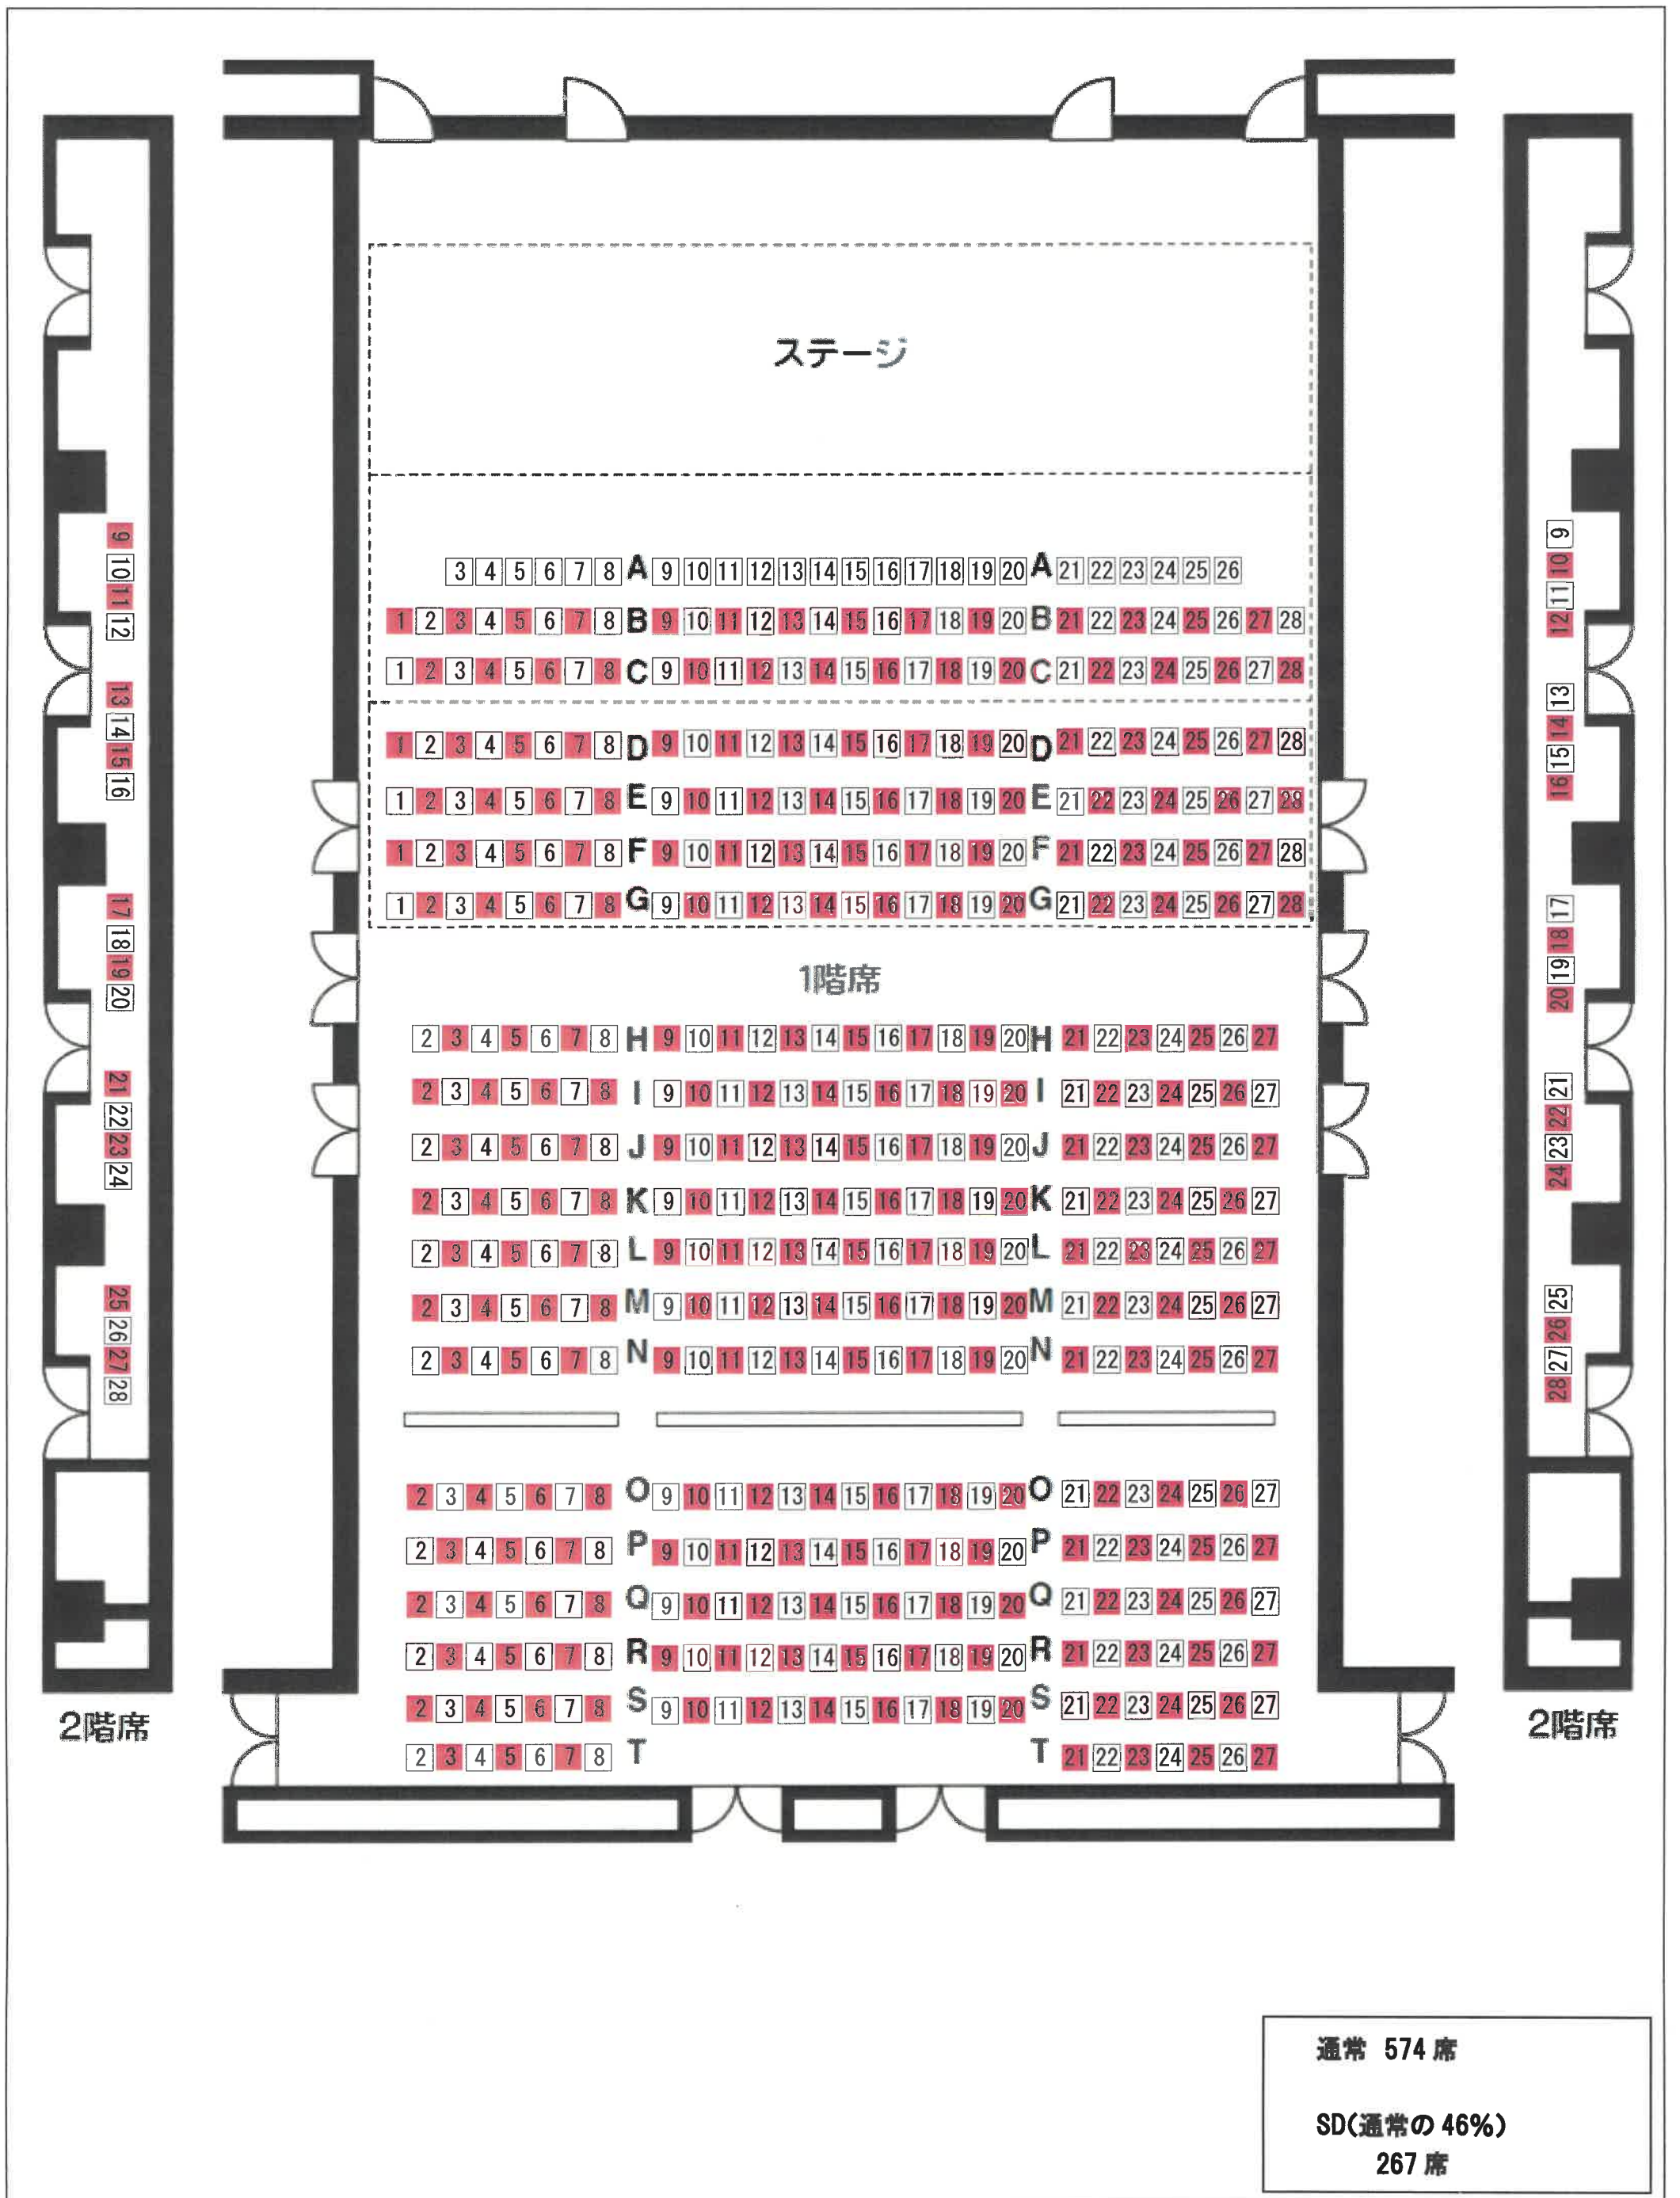 ステージ
3 4 5 6 7 8 A 9 10 11 12 13 14 15 16 17 18 19 20 A 21 22 23 24 25 26
1 2 3 4 5 6 7 8 B 9 10 11 12 13 14 15 16 17 18 19 20 B 21 22 23 24 25 26 27 28
1 2 3 4 5 6 7 8 C 9 10 11 12 13 14 15 16 17 18 19 20 C 21 22 23 24 25 26 27 28
1 2 3 4 5 6 7 8 D 9 10 11 12 13 14 15 16 17 18 19 20 D 21 22 23 24 25 26 27 28
1 2 3 4 5 6 7 8 E 9 10 11 12 13 14 15 16 17 18 19 20 E 21 22 23 24 25 26 27 28
1 2 3 4 5 6 7 8 F 9 10 11 12 13 14 15 16 17 18 19 20 F 21 22 23 24 25 26 27 28
1 2 3 4 5 6 7 8 G 9 10 11 12 13 14 15 16 17 18 19 20 G 21 22 23 24 25 26 27 28
1階席
2 3 4 5 6 7 8 H 9 10 11 12 13 14 15 16 17 18 19 20 H 21 22 23 24 25 26 27
2 3 4 5 6 7 8 I 9 10 11 12 13 14 15 16 17 18 19 20 I 21 22 23 24 25 26 27
2 3 4 5 6 7 8 J 9 10 11 12 13 14 15 16 17 18 19 20 J 21 22 23 24 25 26 27
2 3 4 5 6 7 8 K 9 10 11 12 13 14 15 16 17 18 19 20 K 21 22 23 24 25 26 27
2 3 4 5 6 7 8 L 9 10 11 12 13 14 15 16 17 18 19 20 L 21 22 23 24 25 26 27
2 3 4 5 6 7 8 M 9 10 11 12 13 14 15 16 17 18 19 20 M 21 22 23 24 25 26 27
2 3 4 5 6 7 8 N 9 10 11 12 13 14 15 16 17 18 19 20 N 21 22 23 24 25 26 27
2 3 4 5 6 7 8 O 9 10 11 12 13 14 15 16 17 18 19 20 O 21 22 23 24 25 26 27
2 3 4 5 6 7 8 P 9 10 11 12 13 14 15 16 17 18 19 20 P 21 22 23 24 25 26 27
2 3 4 5 6 7 8 Q 9 10 11 12 13 14 15 16 17 18 19 20 Q 21 22 23 24 25 26 27
2 3 4 5 6 7 8 R 9 10 11 12 13 14 15 16 17 18 19 20 R 21 22 23 24 25 26 27
2 3 4 5 6 7 8 S 9 10 11 12 13 14 15 16 17 18 19 20 S 21 22 23 24 25 26 27
2 3 4 5 6 7 8 T T 21 22 23 24 25 26 27
9 10 11 12 13 14 15 16 17 18 19 20 21 22 23 24 25 26 27 28
2階席
9 10 11 12 13 14 15 16 17 18 19 20 21 22 23 24 25 26 27 28
2階席
通常 574 席
SD(通常の 46%)
267 席